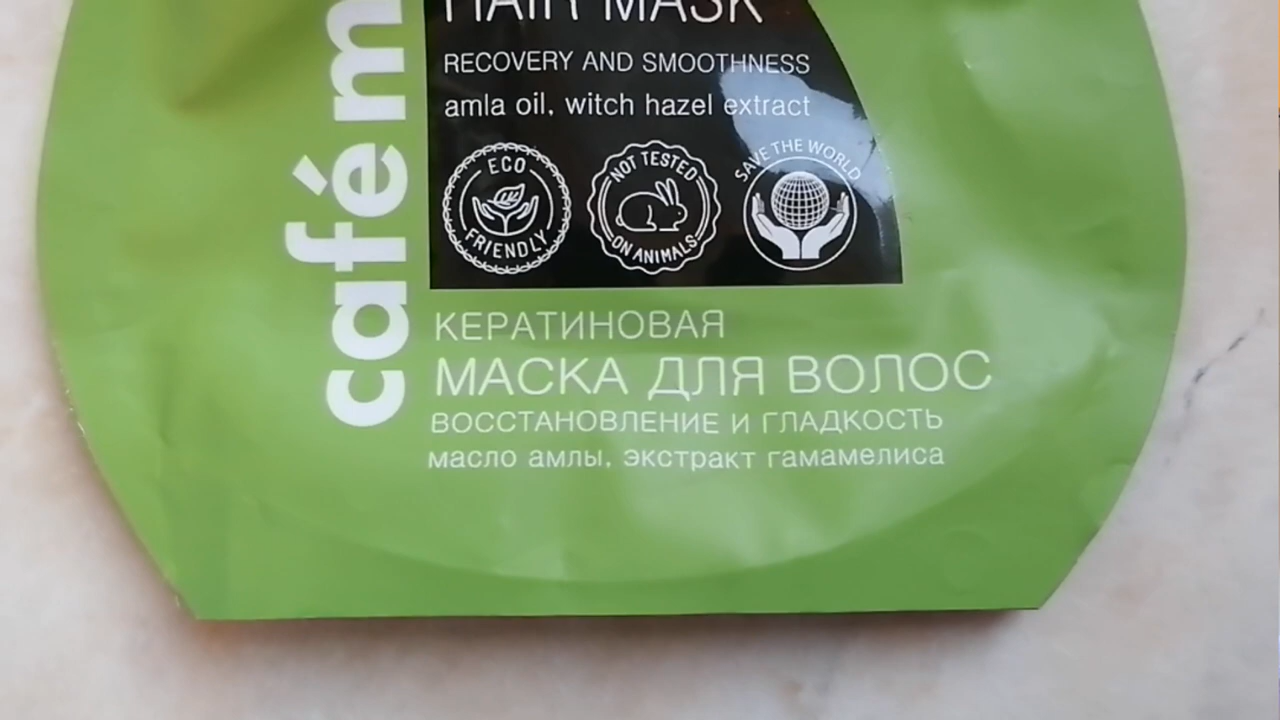 HAIR MASK
RECOVERY AND SMOOTHNESS
amla oil, witch hazel extract
ECO
FRIENDLY
NOT TESTED
ON ANIMALS
SAVE THE WORLD
café m
КЕРАТИНОВАЯ
МАСКА ДЛЯ ВОЛОС
ВОССТАНОВЛЕНИЕ И ГЛАДКОСТЬ
масло амлы, экстракт гамамелиса